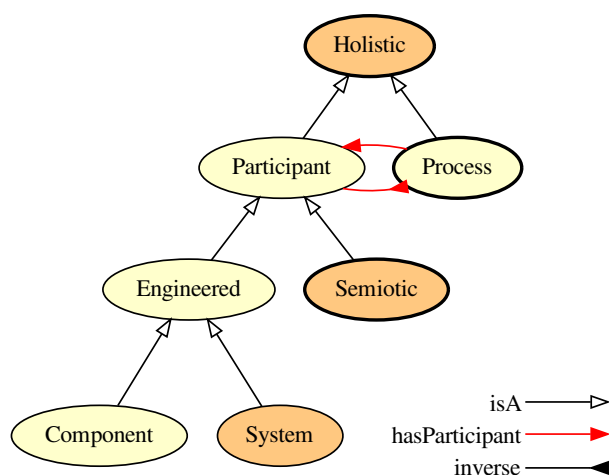 Holistic
Participant
Process
Engineered
Semiotic
Component
System
isA
hasParticipant
inverse